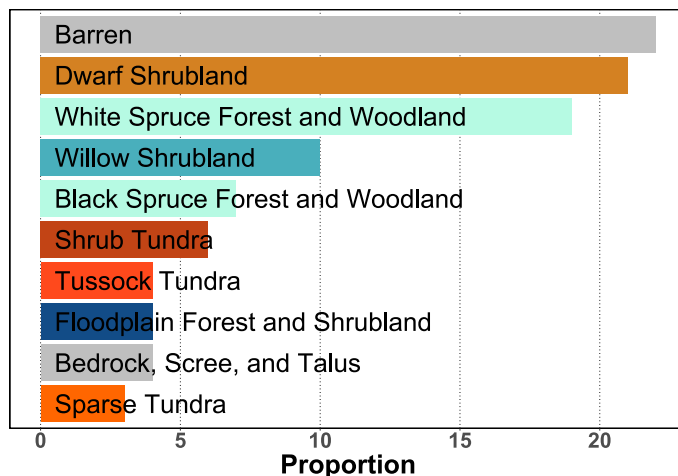 Barren
Dwarf Shrubland
White Spruce Forest and Woodland
Willow Shrubland
Black Spruce Forest and Woodland
Shrub Tundra
Tussock Tundra
Floodplain Forest and Shrubland
Bedrock, Scree, and Talus
Sparse Tundra
0 5 10 15 20
Proportion